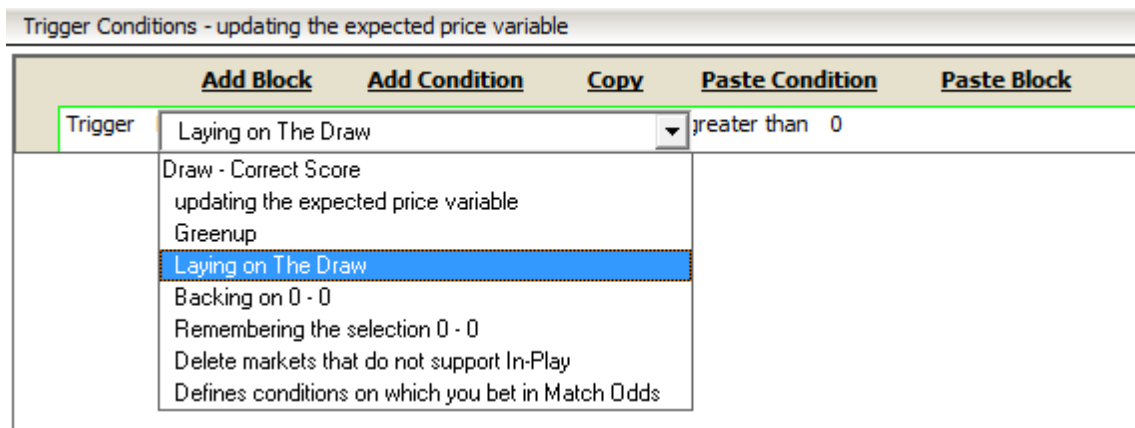 Trigger Conditions - updating the expected price variable
Add Block Add Condition Copy Paste Condition Paste Block
Trigger Laying on The Draw greater than 0
Draw - Correct Score
updating the expected price variable
Greenup
Laying on The Draw
Backing on 0 - 0
Remembering the selection 0 - 0
Delete markets that do not support In-Play
Defines conditions on which you bet in Match Odds